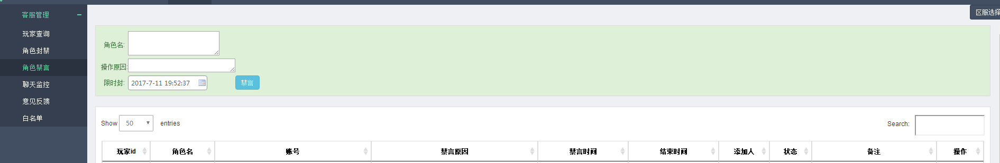 客服管理
区服选择
玩家查询
角色封禁
角色禁言
聊天监控
意见反馈
白名单
角色名:
操作原因:
限时封: 2017-7-11 19:52:37 禁言
Show 50 entries
Search:
玩家id 角色名 账号 禁言原因 禁言时间 结束时间 添加人 状态 备注 操作